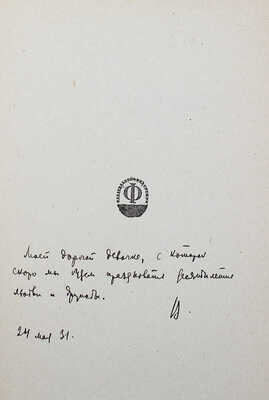 Ф
Моей дорогой девочке, с которой
скоро мы будем праздновать десятилетие
любви и дружбы.
24 мая 31.